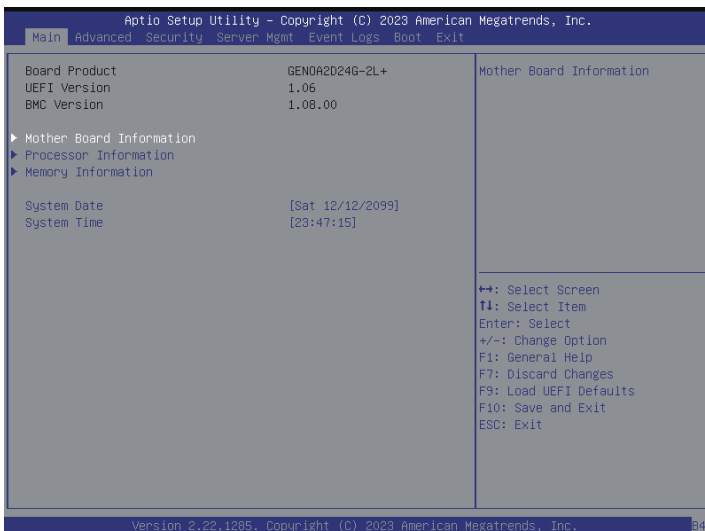 Aptio Setup Utility – Copyright (C) 2023 American Megatrends, Inc.
Main Advanced Security Server Mgmt Event Logs Boot Exit
Board Product GENOA2D24G-2L+
UEFI Version 1.06
BMC Version 1.08.00
Mother Board Information
Processor Information
Memory Information
System Date [Sat 12/12/2099]
System Time [23:47:15]
Mother Board Information
↔: Select Screen
↑↓: Select Item
Enter: Select
+/-: Change Option
F1: General Help
F7: Discard Changes
F9: Load UEFI Defaults
F10: Save and Exit
ESC: Exit
Version 2.22.1285. Copyright (C) 2023 American Megatrends, Inc.
B4